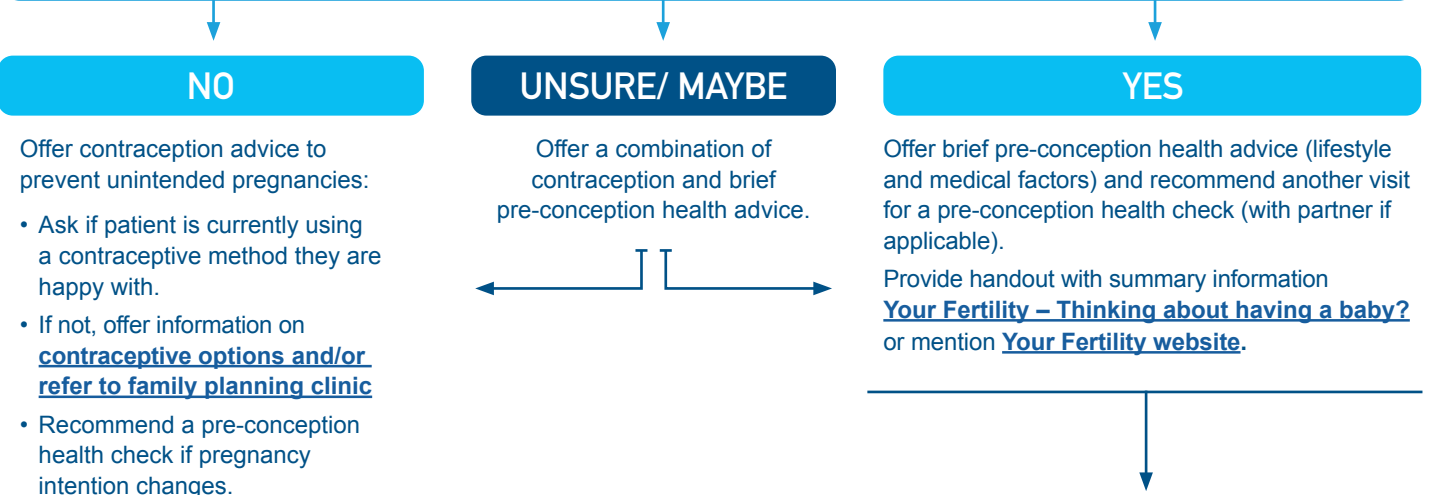 NO
Offer contraception advice to
prevent unintended pregnancies:
• Ask if patient is currently using
a contraceptive method they are
happy with.
• If not, offer information on
contraceptive options and/or
refer to family planning clinic
• Recommend a pre-conception
health check if pregnancy
intention changes.
UNSURE/ MAYBE
Offer a combination of
contraception and brief
pre-conception health advice.
YES
Offer brief pre-conception health advice (lifestyle
and medical factors) and recommend another visit
for a pre-conception health check (with partner if
applicable).
Provide handout with summary information
Your Fertility – Thinking about having a baby?
or mention Your Fertility website.